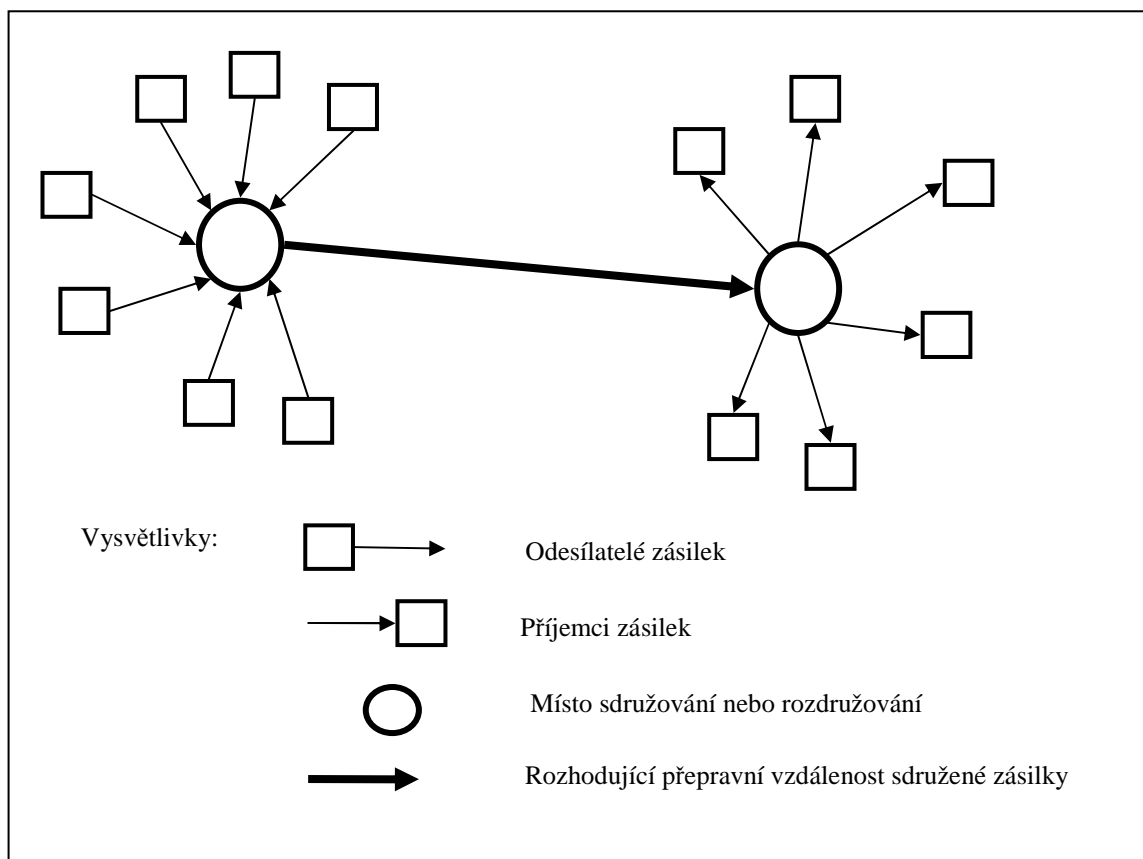 Vysvětlivky:
Odesílatelé zásilek
Příjemci zásilek
Místo sdružování nebo rozdružování
Rozhodující přepravní vzdálenost sdružené zásilky